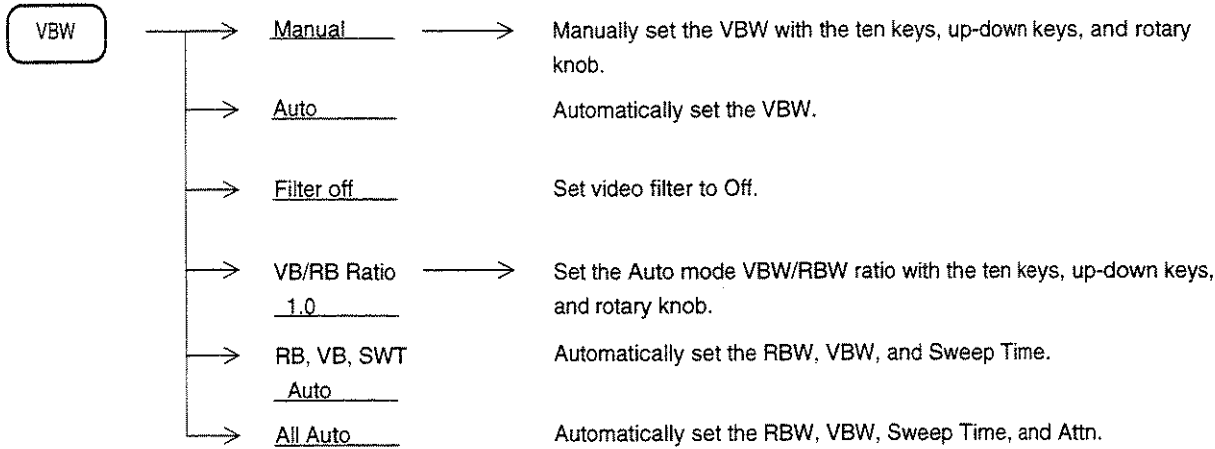 VBW
Manual
Manually set the VBW with the ten keys, up-down keys, and rotary
knob.
Auto
Automatically set the VBW.
Filter off
Set video filter to Off.
VB/RB Ratio
1.0
Set the Auto mode VBW/RBW ratio with the ten keys, up-down keys,
and rotary knob.
RB, VB, SWT
Auto
Automatically set the RBW, VBW, and Sweep Time.
All Auto
Automatically set the RBW, VBW, Sweep Time, and Attn.